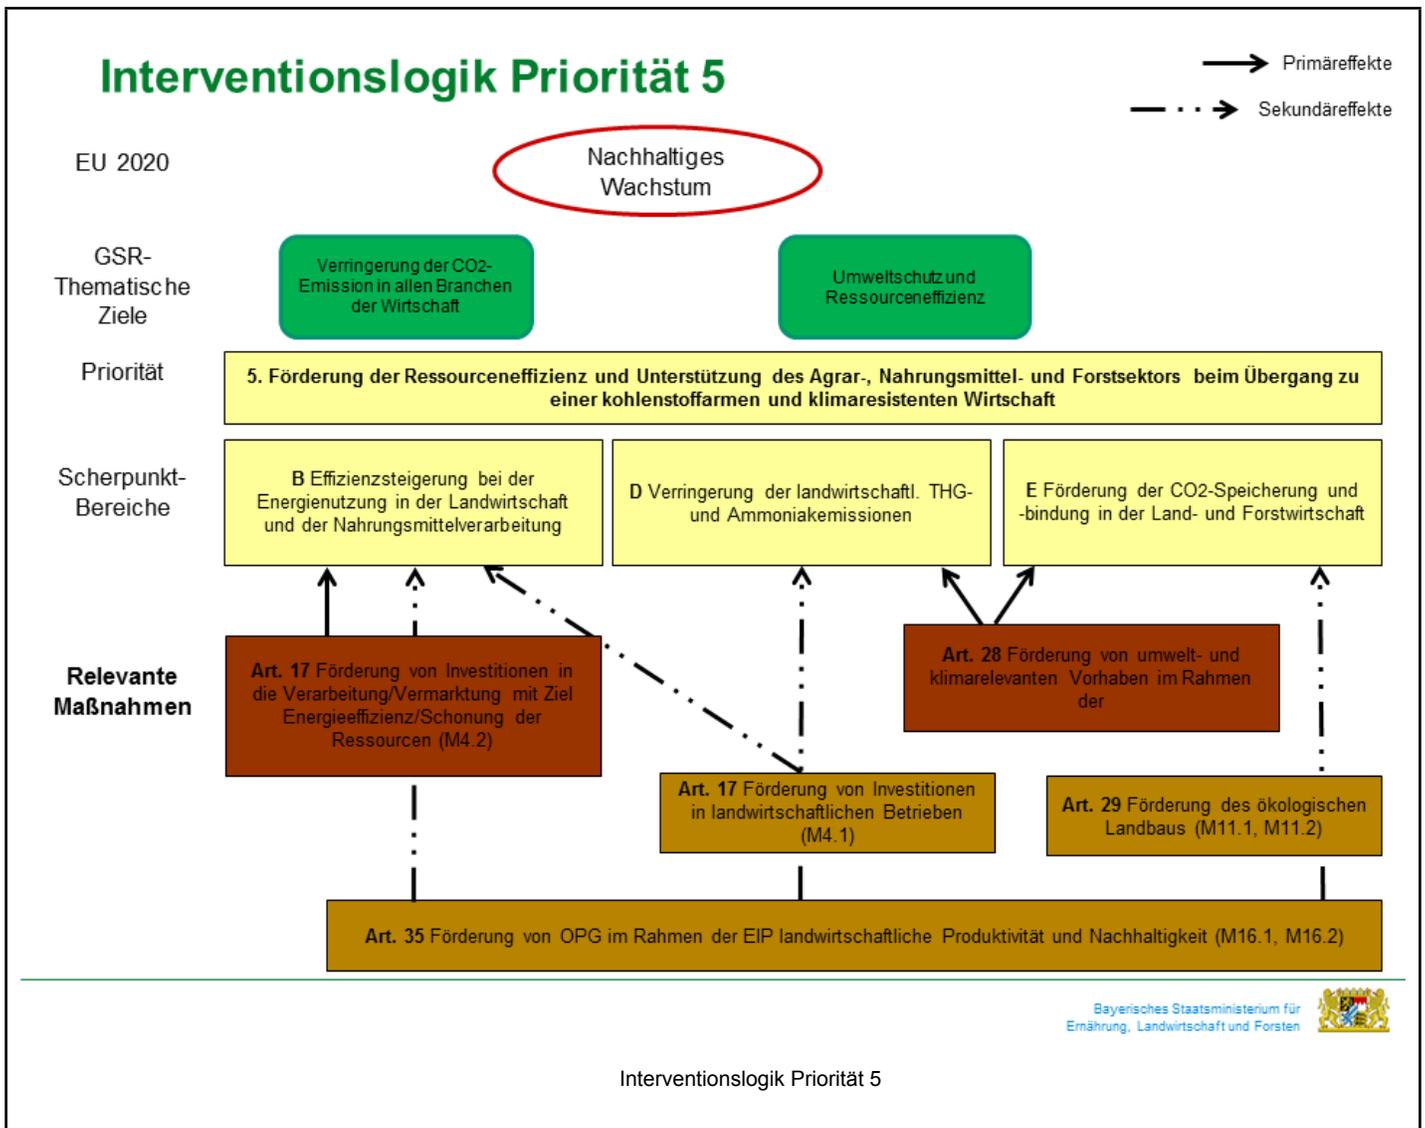 Interventionslogik Priorität 5
Primäreffekte
Sekundäreffekte
EU 2020
Nachhaltiges
Wachstum
GSR-
Thematische
Ziele
Verringerung der CO2-
Emission in allen Branchen
der Wirtschaft
Umweltschutz und
Ressourceneffizienz
Priorität
5. Förderung der Ressourceneffizienz und Unterstützung des Agrar-, Nahrungsmittel- und Forstsektors beim Übergang zu
einer kohlenstoffarmen und klimaresistenten Wirtschaft
Scherpunkt-
Bereiche
B Effizienzsteigerung bei der
Energienutzung in der Landwirtschaft
und der Nahrungsmittelverarbeitung
D Verringerung der landwirtschaftl. THG-
und Ammoniakemissionen
E Förderung der CO2-Speicherung und
-bindung in der Land- und Forstwirtschaft
Relevante
Maßnahmen
Art. 17 Förderung von Investitionen in
die Verarbeitung/Vermarktung mit Ziel
Energieeffizienz/Schonung der
Ressourcen (M4.2)
Art. 28 Förderung von umwelt- und
klimarelevanten Vorhaben im Rahmen
der
Art. 17 Förderung von Investitionen
in landwirtschaftlichen Betrieben
(M4.1)
Art. 29 Förderung des ökologischen
Landbaus (M11.1, M11.2)
Art. 35 Förderung von OPG im Rahmen der EIP landwirtschaftliche Produktivität und Nachhaltigkeit (M16.1, M16.2)
Bayerisches Staatsministerium für
Ernährung, Landwirtschaft und Forsten
Interventionslogik Priorität 5